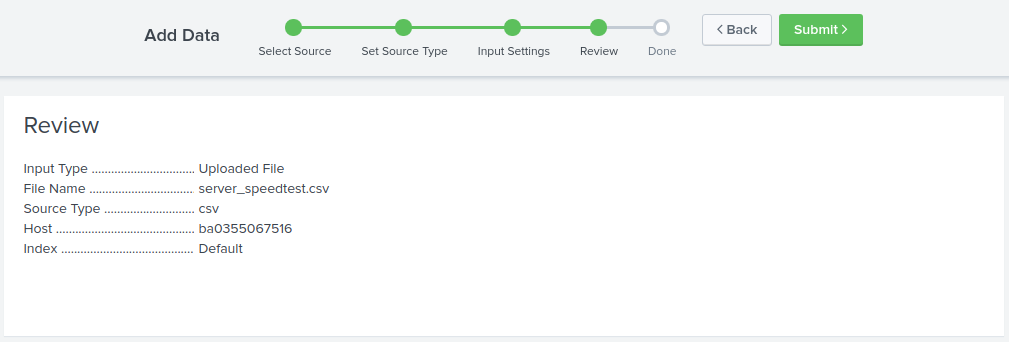 Add Data
Select Source
Set Source Type
Input Settings
Review
Done
< Back
Submit >
Review
Input Type ................................ Uploaded File
File Name ................................ server_speedtest.csv
Source Type ............................ csv
Host ........................................... ba0355067516
Index ......................................... Default